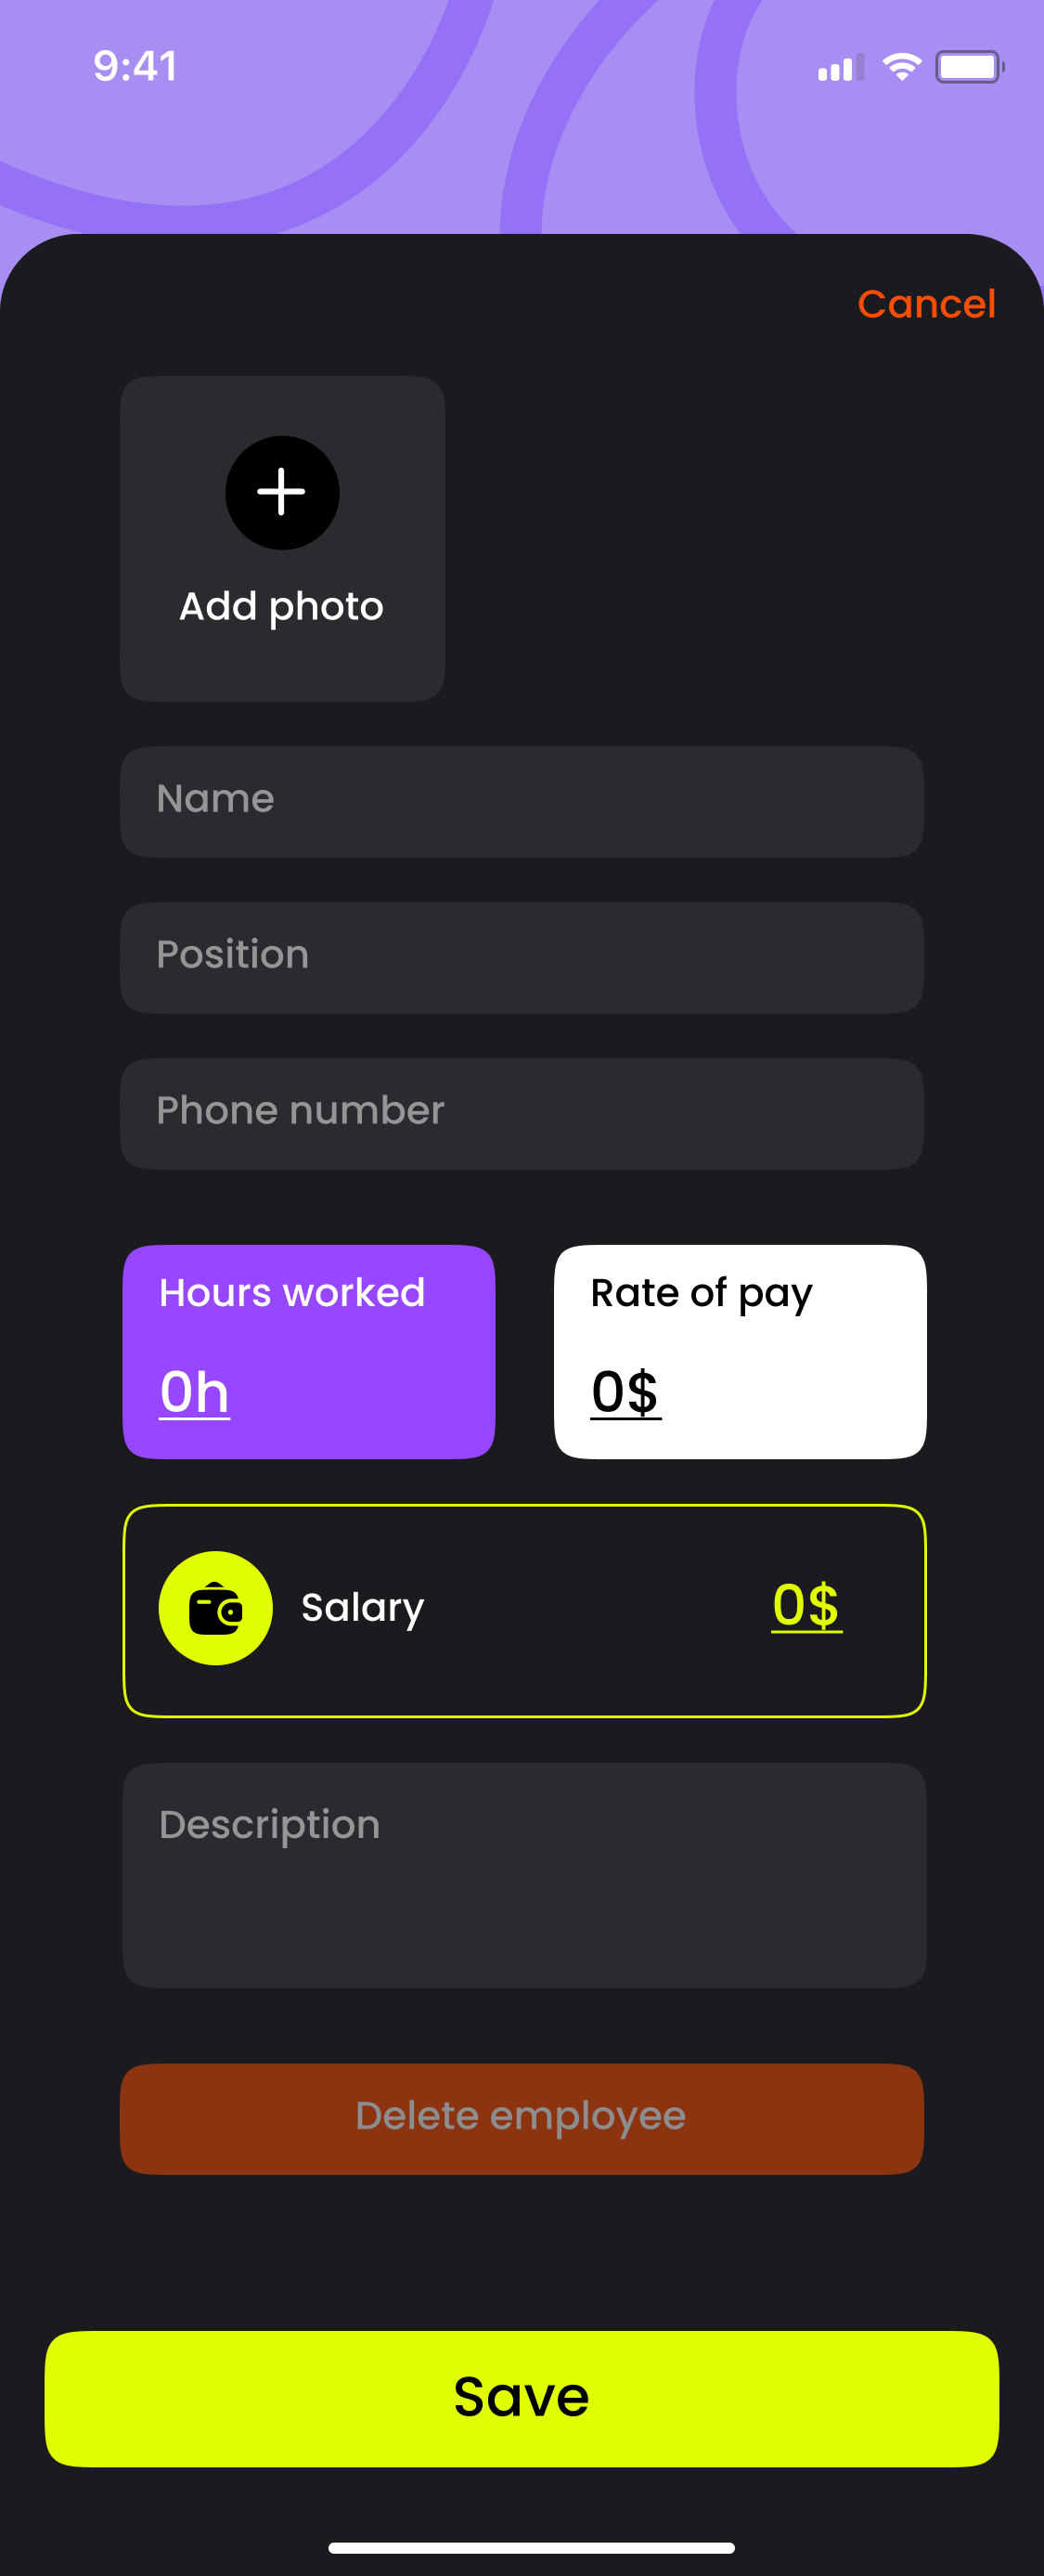 9:41
Cancel
Add photo
Name
Position
Phone number
Hours worked
0h
Rate of pay
0$
Salary
0$
Description
Delete employee
Save